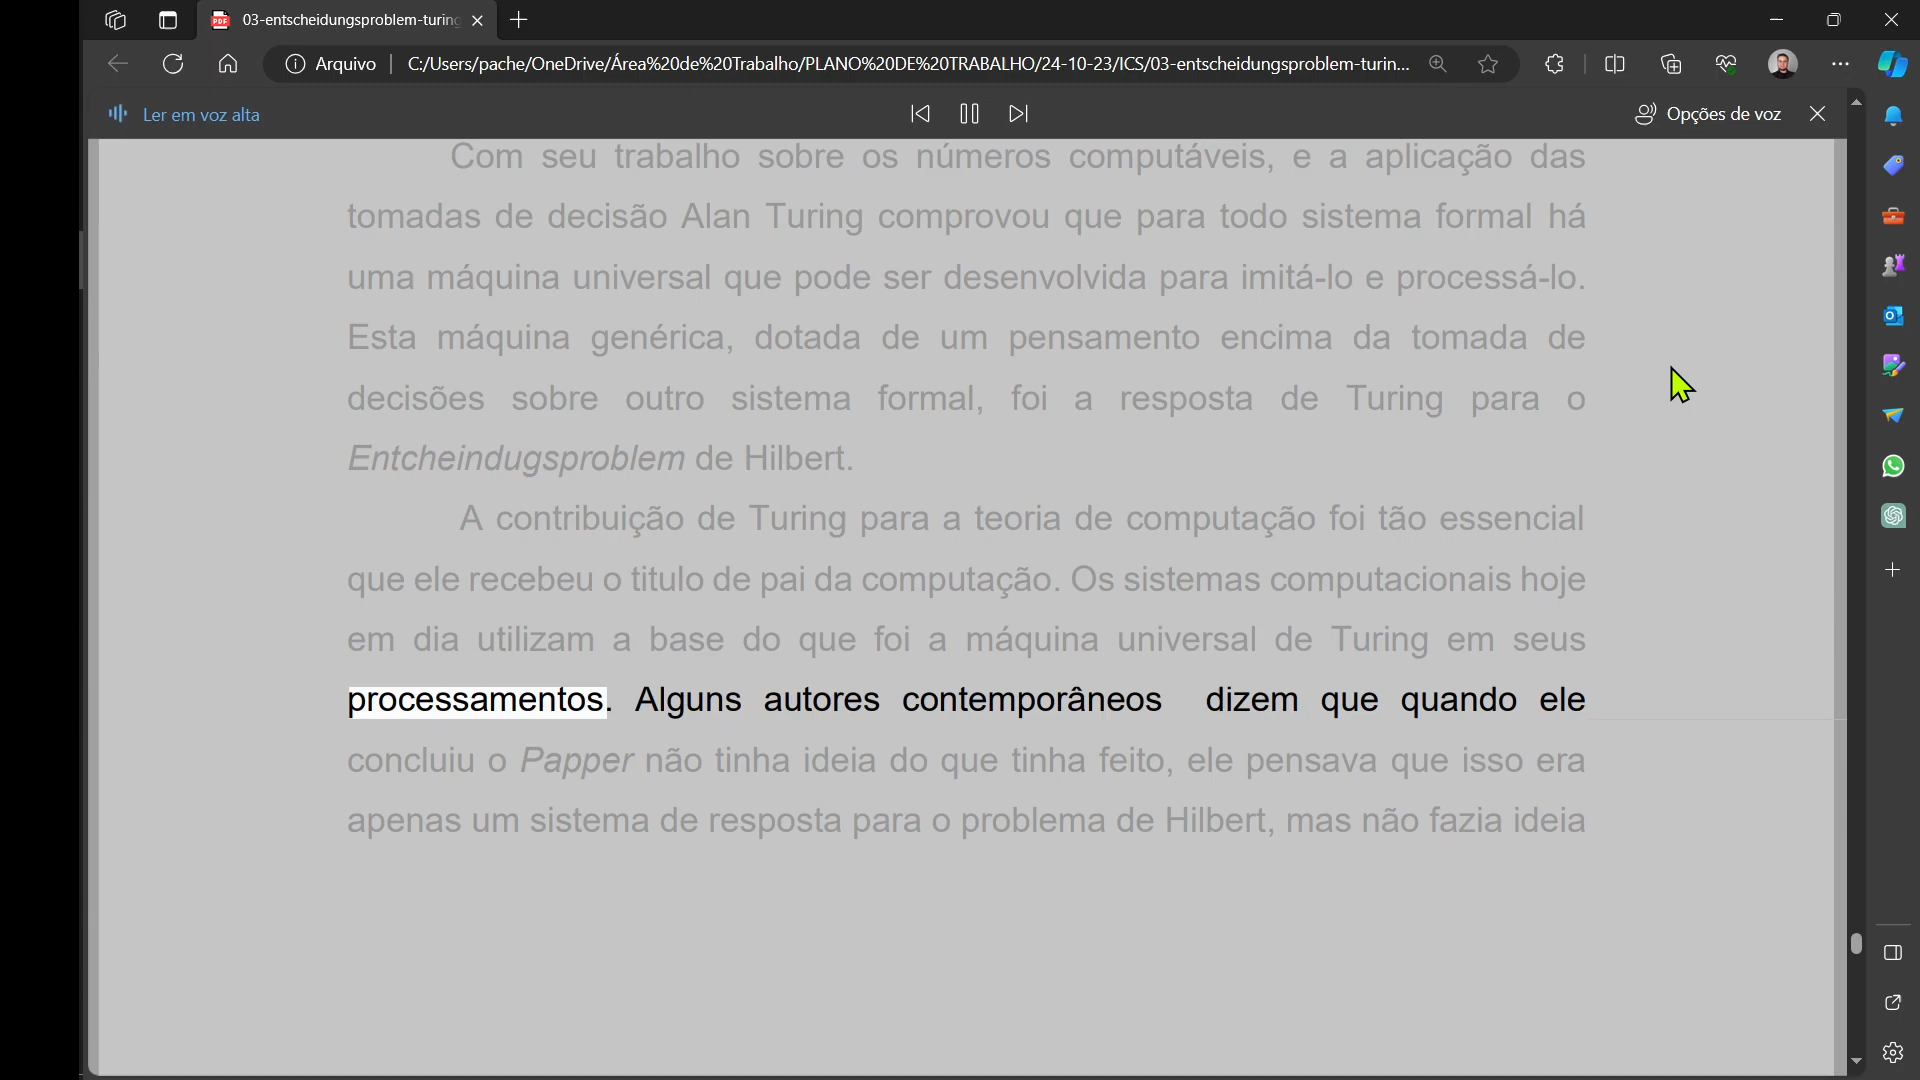 03-entscheidungsproblem-turing
Arquivo
C:/Users/pache/OneDrive/Área%20de%20Trabalho/PLANO%20DE%20TRABALHO/24-10-23/ICS/03-entscheidungsproblem-turin...
Ler em voz alta
Opções de voz
Com seu trabalho sobre os números computáveis, e a aplicação das
tomadas de decisão Alan Turing comprovou que para todo sistema formal há
uma máquina universal que pode ser desenvolvida para imitá-lo e processá-lo.
Esta máquina genérica, dotada de um pensamento encima da tomada de
decisões sobre outro sistema formal, foi a resposta de Turing para o
Entcheindugsproblem de Hilbert.
A contribuição de Turing para a teoria de computação foi tão essencial
que ele recebeu o titulo de pai da computação. Os sistemas computacionais hoje
em dia utilizam a base do que foi a máquina universal de Turing em seus
processamentos. Alguns autores contemporâneos dizem que quando ele
concluiu o Papper não tinha ideia do que tinha feito, ele pensava que isso era
apenas um sistema de resposta para o problema de Hilbert, mas não fazia ideia